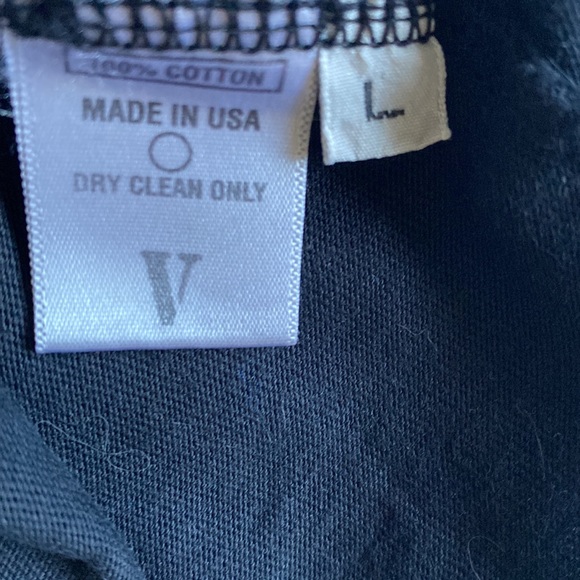 100% COTTON
MADE IN USA
DRY CLEAN ONLY
V
L